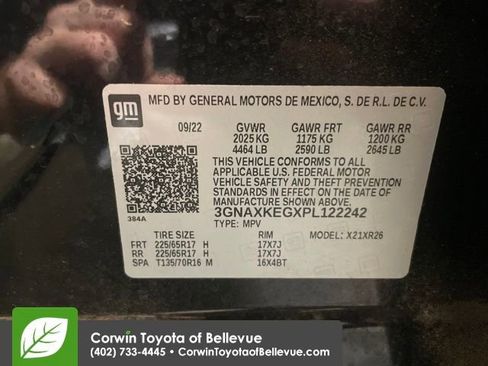 gm
MFD BY GENERAL MOTORS DE MEXICO, S. DE R.L. DE C.V.
09/22 GVWR GAWR FRT GAWR RR
2025 KG 1175 KG 1200 KG
4464 LB 2590 LB 2645 LB
THIS VEHICLE CONFORMS TO ALL
APPLICABLE U.S. FEDERAL MOTOR
VEHICLE SAFETY AND THEFT PREVENTION
STANDARDS IN EFFECT ON THE DATE
OF MANUFACTURE SHOWN ABOVE.
384A 3GNAXKEGXPL122242
TYPE: MPV
TIRE SIZE RIM MODEL: X21XR26
FRT 225/65R17 H 17X7J
RR 225/65R17 H 17X7J
SPA T135/70R16 M 16X4BT
Corwin Toyota of Bellevue
(402) 733-4445 • CorwinToyotaofBellevue.com